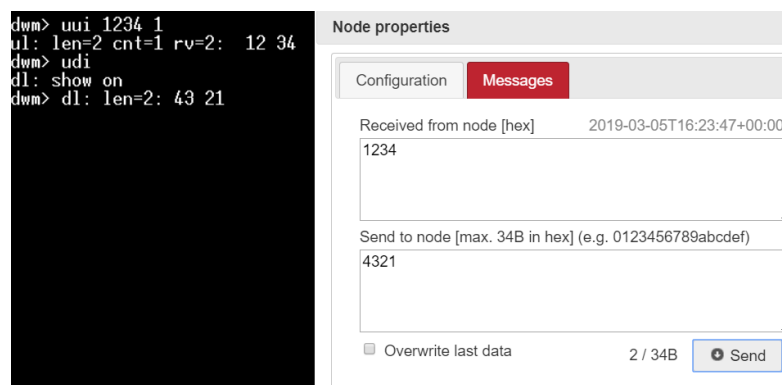 dwm> uui 1234 1
ul: len=2 cnt=1 rv=2:  12 34
dwm> udi
dl: show on
dwm> dl: len=2: 43 21
Node properties
Configuration
Messages
Received from node [hex]
2019-03-05T16:23:47+00:00
1234
Send to node [max. 34B in hex] (e.g. 0123456789abcdef)
4321
Overwrite last data
2 / 34B
Send